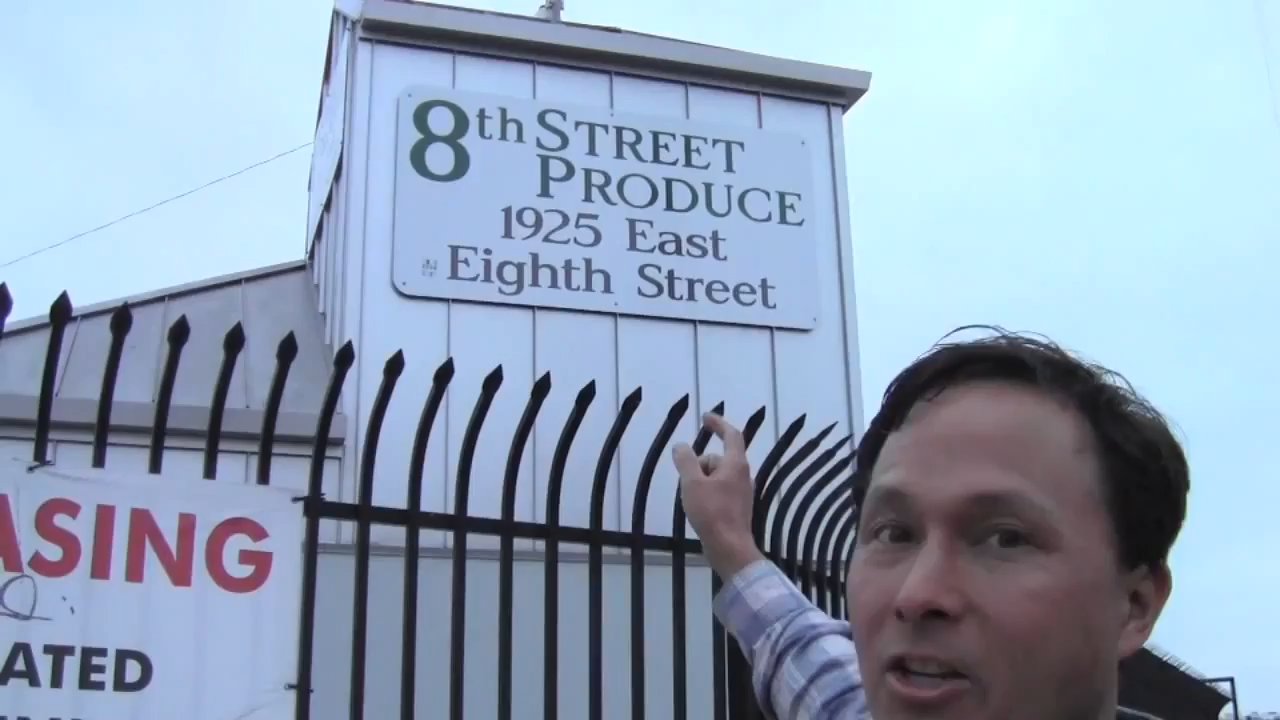 8th STREET
PRODUCE
1925 East
Eighth Street
ASING
ATED